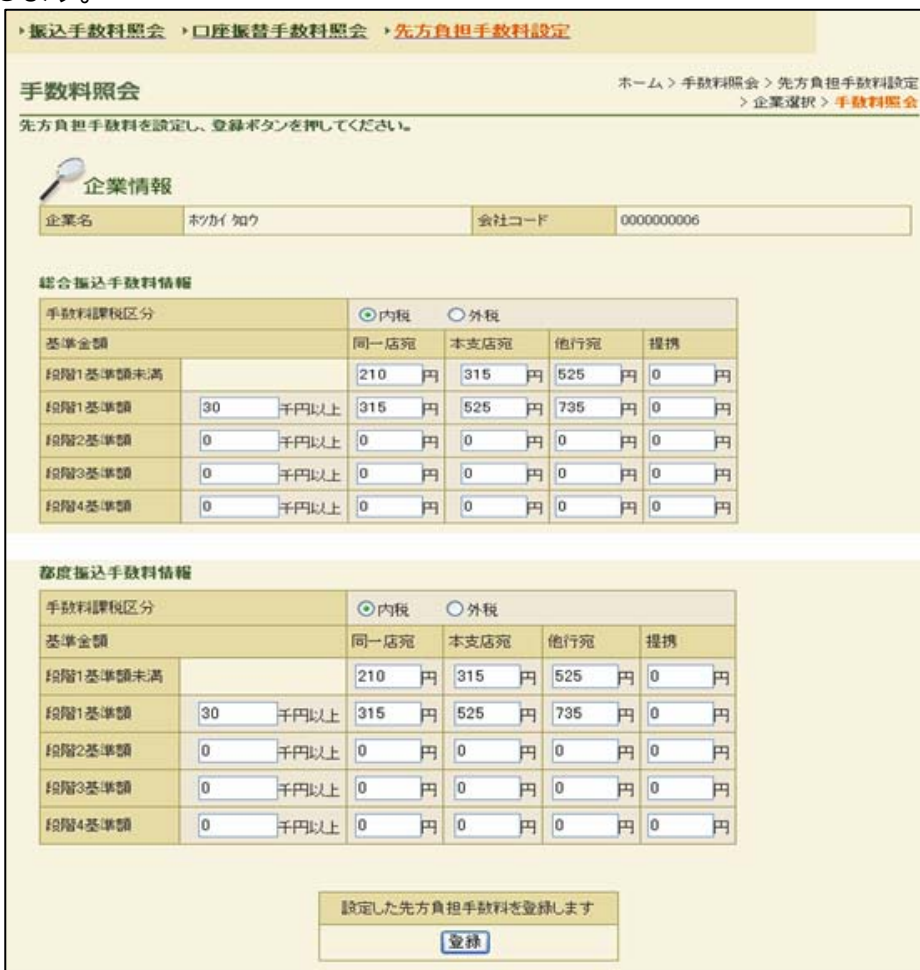 します。
振込手数料照会 口座振替手数料照会 先方負担手数料設定
手数料照会
ホーム > 手数料照会 > 先方負担手数料設定
> 企業選択 > 手数料照会
先方負担手数料を設定し、登録ボタンを押してください。
企業情報
企業名 ホツカイ タロウ 会社コード 0000000006
総合振込手数料情報
手数料課税区分 内税 外税
基準金額 同一店宛 本支店宛 他行宛 提携
段階1基準額未満 210 円 315 円 525 円 0 円
段階1基準額 30 千円以上 315 円 525 円 735 円 0 円
段階2基準額 0 千円以上 0 円 0 円 0 円 0 円
段階3基準額 0 千円以上 0 円 0 円 0 円 0 円
段階4基準額 0 千円以上 0 円 0 円 0 円 0 円
都度振込手数料情報
手数料課税区分 内税 外税
基準金額 同一店宛 本支店宛 他行宛 提携
段階1基準額未満 210 円 315 円 525 円 0 円
段階1基準額 30 千円以上 315 円 525 円 735 円 0 円
段階2基準額 0 千円以上 0 円 0 円 0 円 0 円
段階3基準額 0 千円以上 0 円 0 円 0 円 0 円
段階4基準額 0 千円以上 0 円 0 円 0 円 0 円
設定した先方負担手数料を登録します
登録